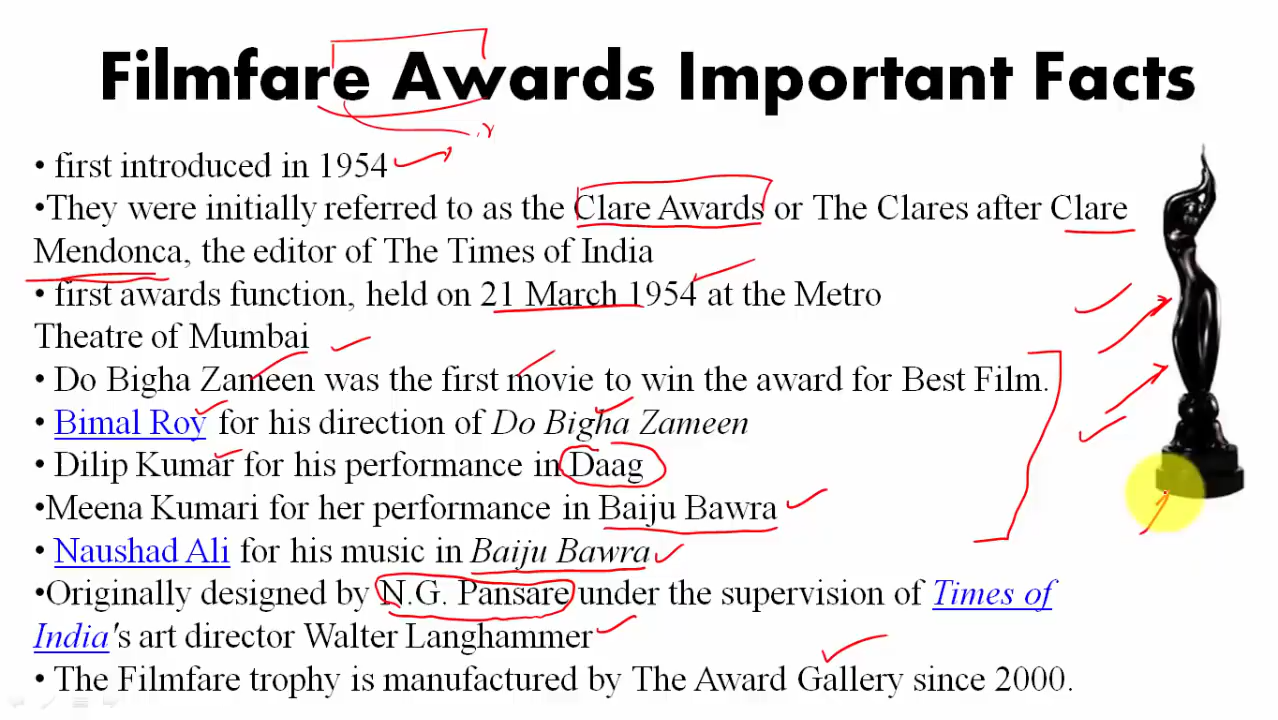 Filmfare Awards Important Facts
• first introduced in 1954
•They were initially referred to as the Clare Awards or The Clares after Clare
Mendonca, the editor of The Times of India
• first awards function, held on 21 March 1954 at the Metro
Theatre of Mumbai
• Do Bigha Zameen was the first movie to win the award for Best Film.
• Bimal Roy for his direction of Do Bigha Zameen
• Dilip Kumar for his performance in Daag
•Meena Kumari for her performance in Baiju Bawra
• Naushad Ali for his music in Baiju Bawra
•Originally designed by N.G. Pansare under the supervision of Times of
India's art director Walter Langhammer
• The Filmfare trophy is manufactured by The Award Gallery since 2000.